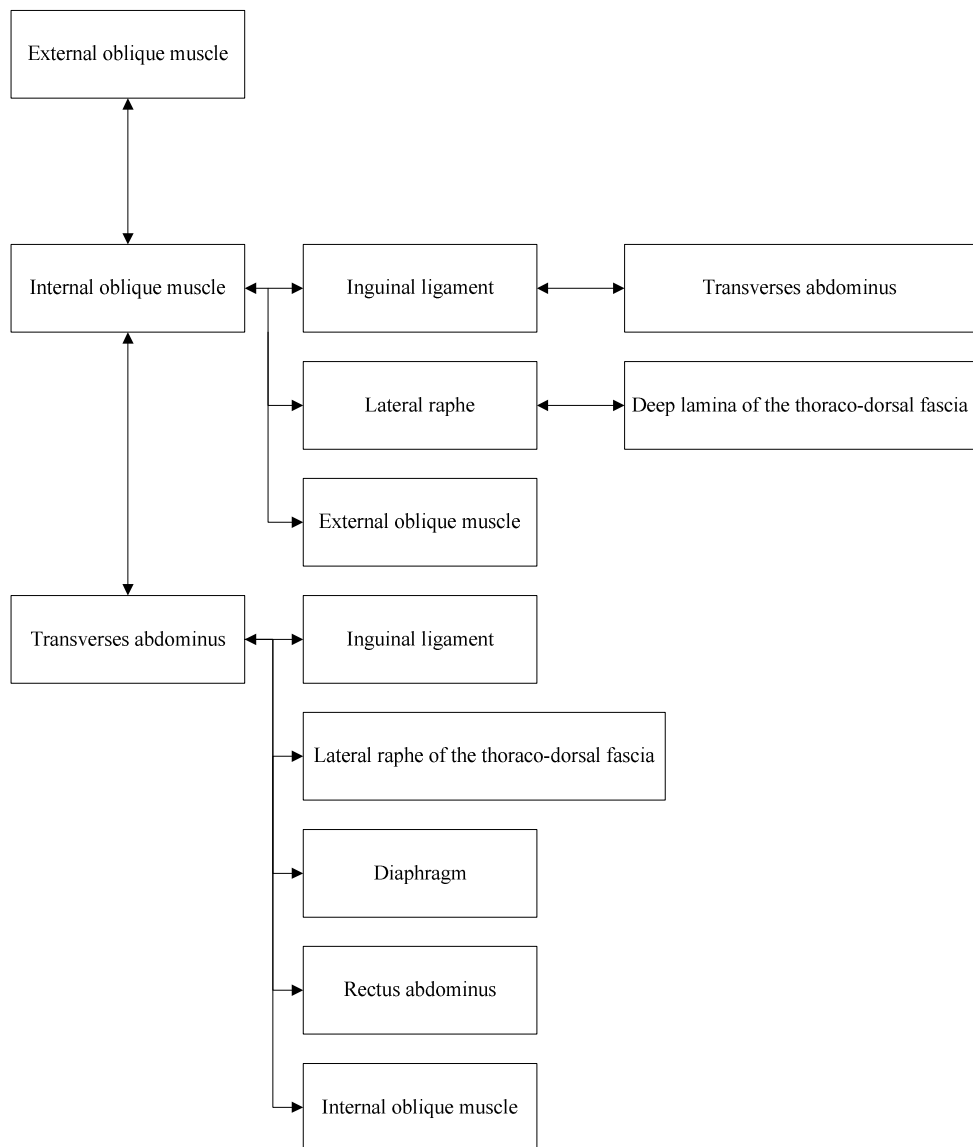 External oblique muscle
Internal oblique muscle
Inguinal ligament
Transverses abdominus
Lateral raphe
Deep lamina of the thoraco-dorsal fascia
External oblique muscle
Transverses abdominus
Inguinal ligament
Lateral raphe of the thoraco-dorsal fascia
Diaphragm
Rectus abdominus
Internal oblique muscle